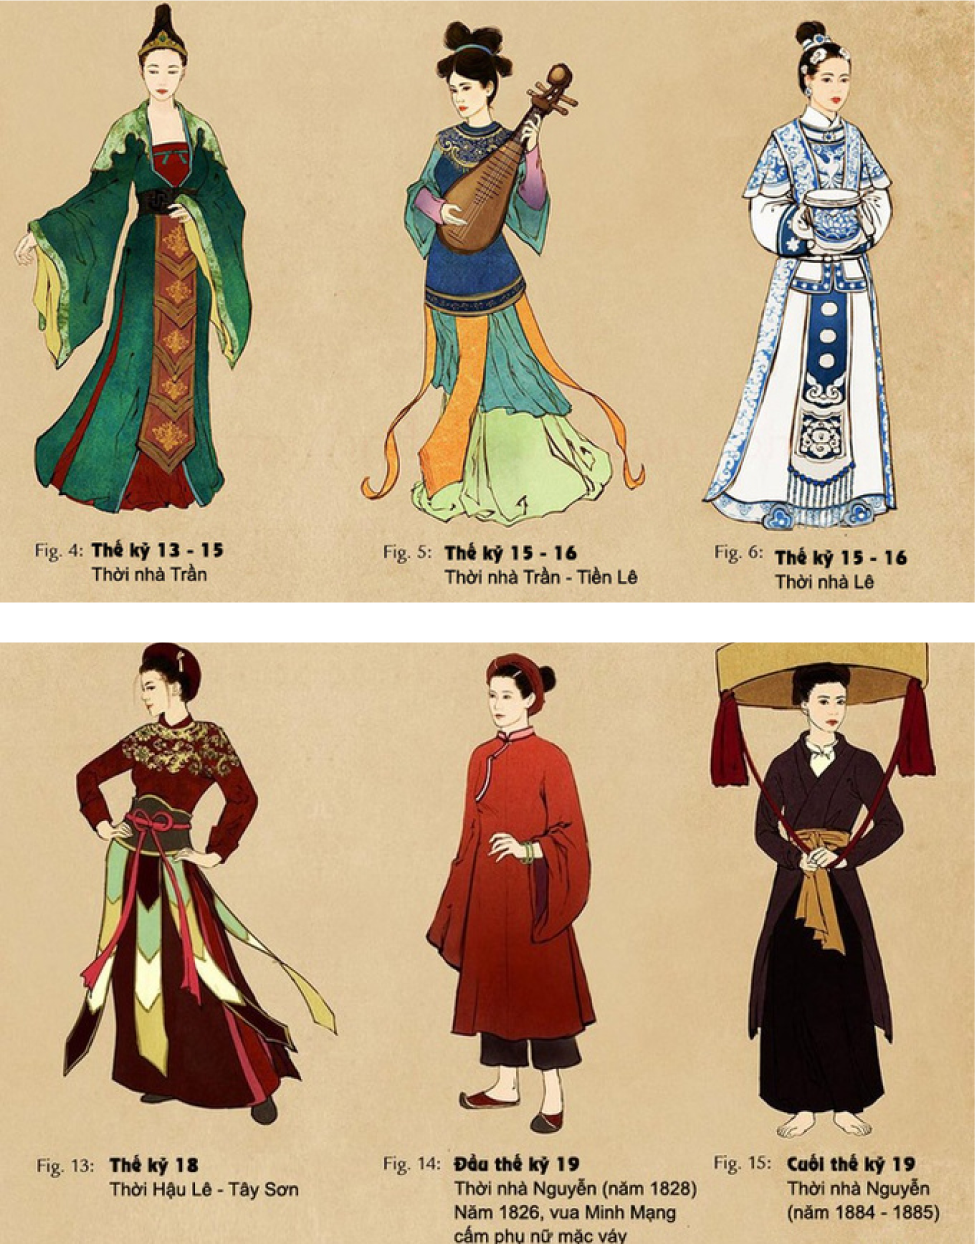 Fig. 4: Thế kỷ 13 - 15
Thời nhà Trần
Fig. 5: Thế kỷ 15 - 16
Thời nhà Trần - Tiền Lê
Fig. 6: Thế kỷ 15 - 16
Thời nhà Lê
Fig. 13: Thế kỷ 18
Thời Hậu Lê - Tây Sơn
Fig. 14: Đầu thế kỷ 19
Thời nhà Nguyễn (năm 1828)
Năm 1826, vua Minh Mạng
cấm phụ nữ mặc váy
Fig. 15: Cuối thế kỷ 19
Thời nhà Nguyễn
(năm 1884 - 1885)